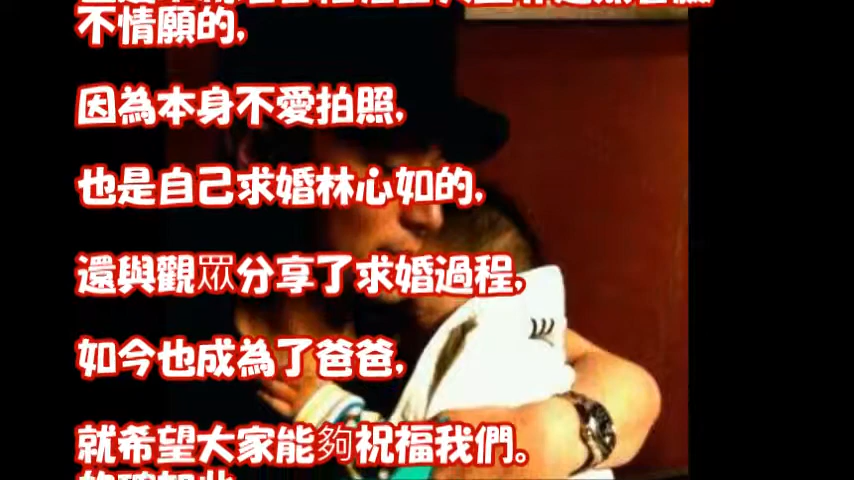 不情願的,
因為本身不愛拍照,
也是自己求婚林心如的,
還與觀眾分享了求婚過程,
如今也成為了爸爸,
就希望大家能夠祝福我們。